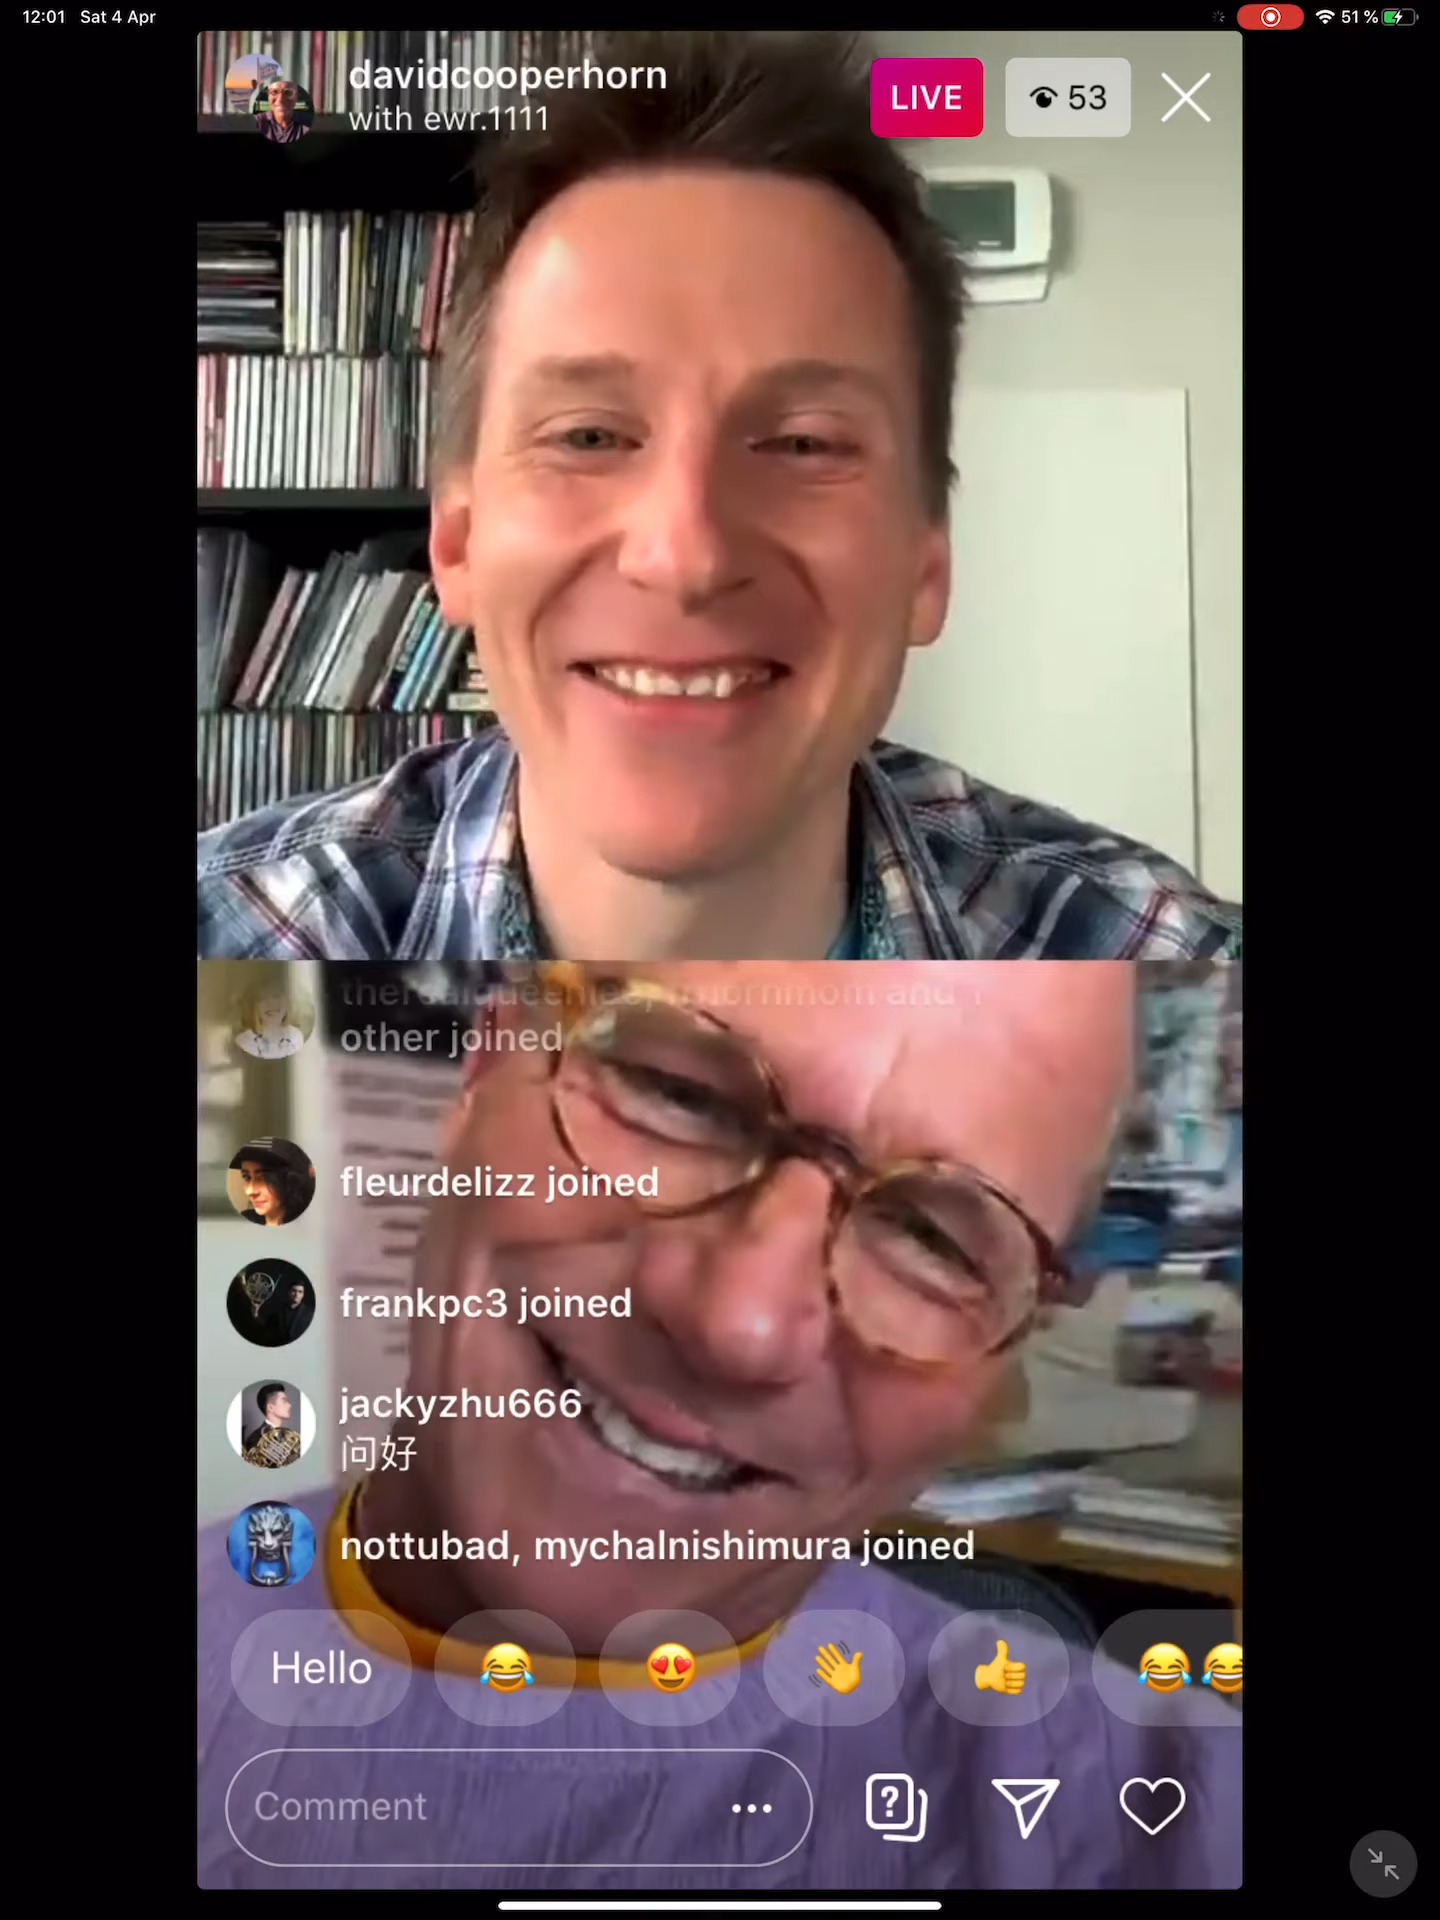 12:01 Sat 4 Apr
51 %
davidcooperhorn
with ewr.1111
LIVE
53
and
other joined
fleurdelizz joined
frankpc3 joined
jackyzhu666
问好
nottubad, mychalnishimura joined
Hello
Comment